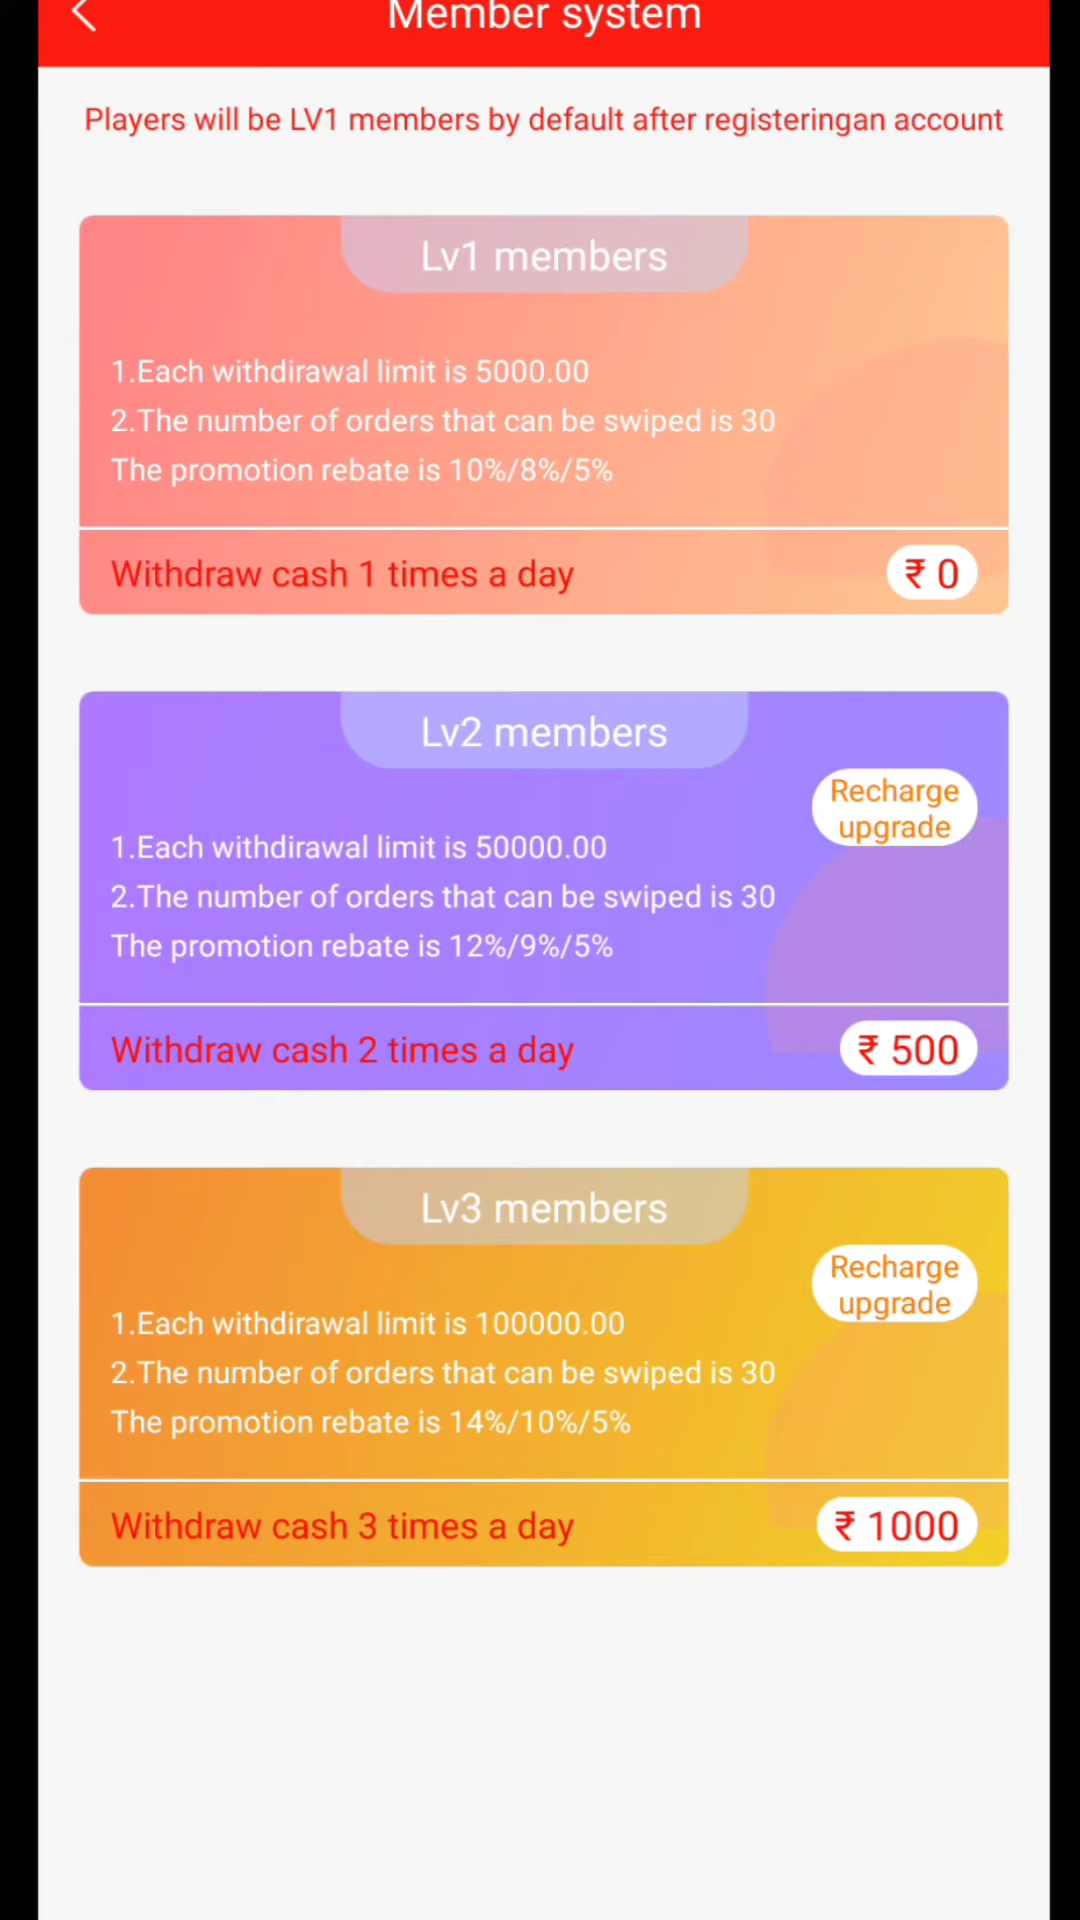 Member system
Players will be LV1 members by default after registeringan account
Lv1 members
1.Each withdirawal limit is 5000.00
2.The number of orders that can be swiped is 30
The promotion rebate is 10%/8%/5%
Withdraw cash 1 times a day
₹ 0
Lv2 members
Recharge
upgrade
1.Each withdirawal limit is 50000.00
2.The number of orders that can be swiped is 30
The promotion rebate is 12%/9%/5%
Withdraw cash 2 times a day
₹ 500
Lv3 members
Recharge
upgrade
1.Each withdirawal limit is 100000.00
2.The number of orders that can be swiped is 30
The promotion rebate is 14%/10%/5%
Withdraw cash 3 times a day
₹ 1000